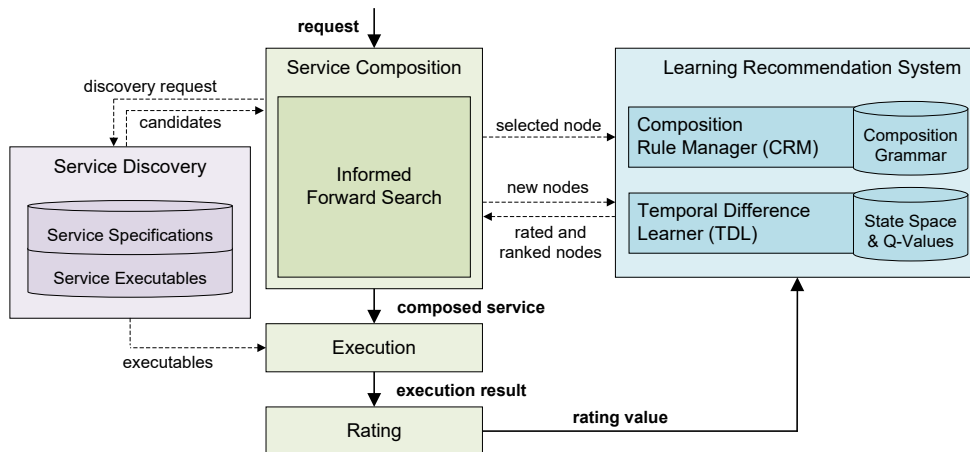 request
Service Composition
Learning Recommendation System
discovery request
candidates
selected node
Composition
Rule Manager (CRM)
Composition
Grammar
Service Discovery
Informed
Forward Search
new nodes
rated and
ranked nodes
Temporal Difference
Learner (TDL)
State Space
& Q-Values
Service Specifications
Service Executables
composed service
executables
Execution
execution result
Rating
rating value